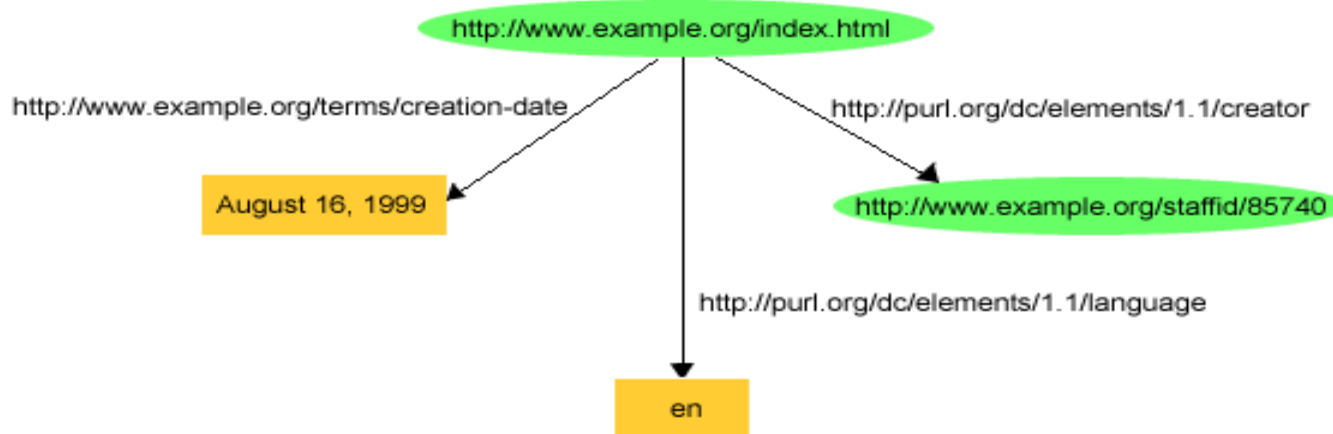 http://www.example.org/index.html
http://www.example.org/terms/creation-date
http://purl.org/dc/elements/1.1/creator
August 16, 1999
http://www.example.org/staffid/85740
http://purl.org/dc/elements/1.1/language
en